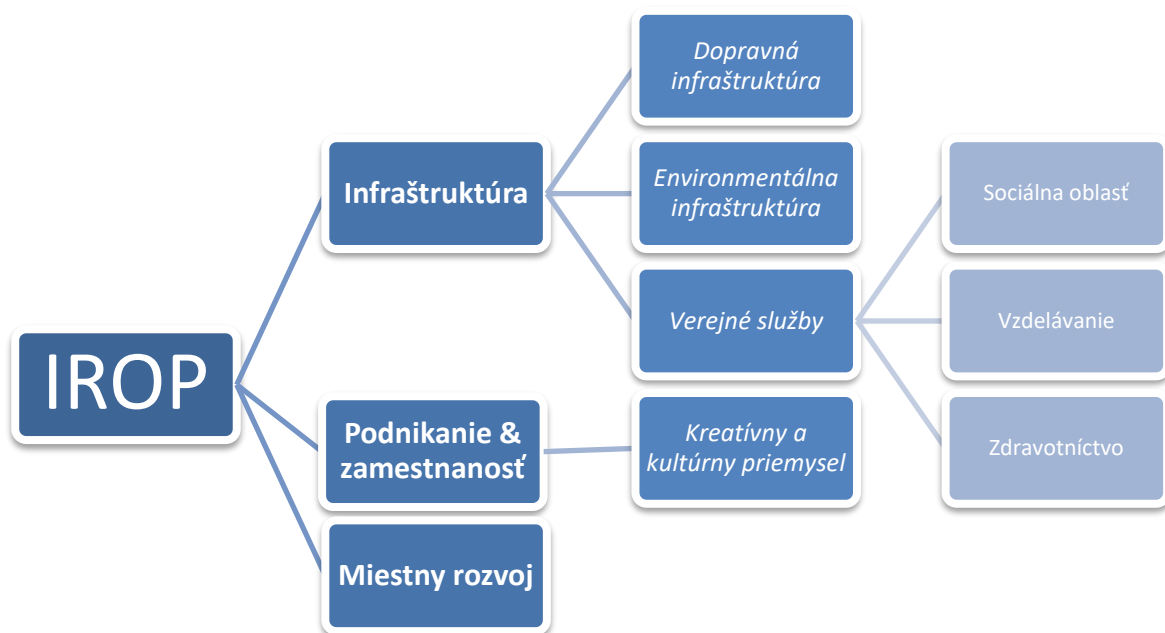 IROP
Infraštruktúra
Dopravná
infraštruktúra
Environmentálna
infraštruktúra
Verejné služby
Sociálna oblasť
Vzdelávanie
Zdravotníctvo
Podnikanie &
zamestnanosť
Kreatívny a
kultúrny priemysel
Miestny rozvoj